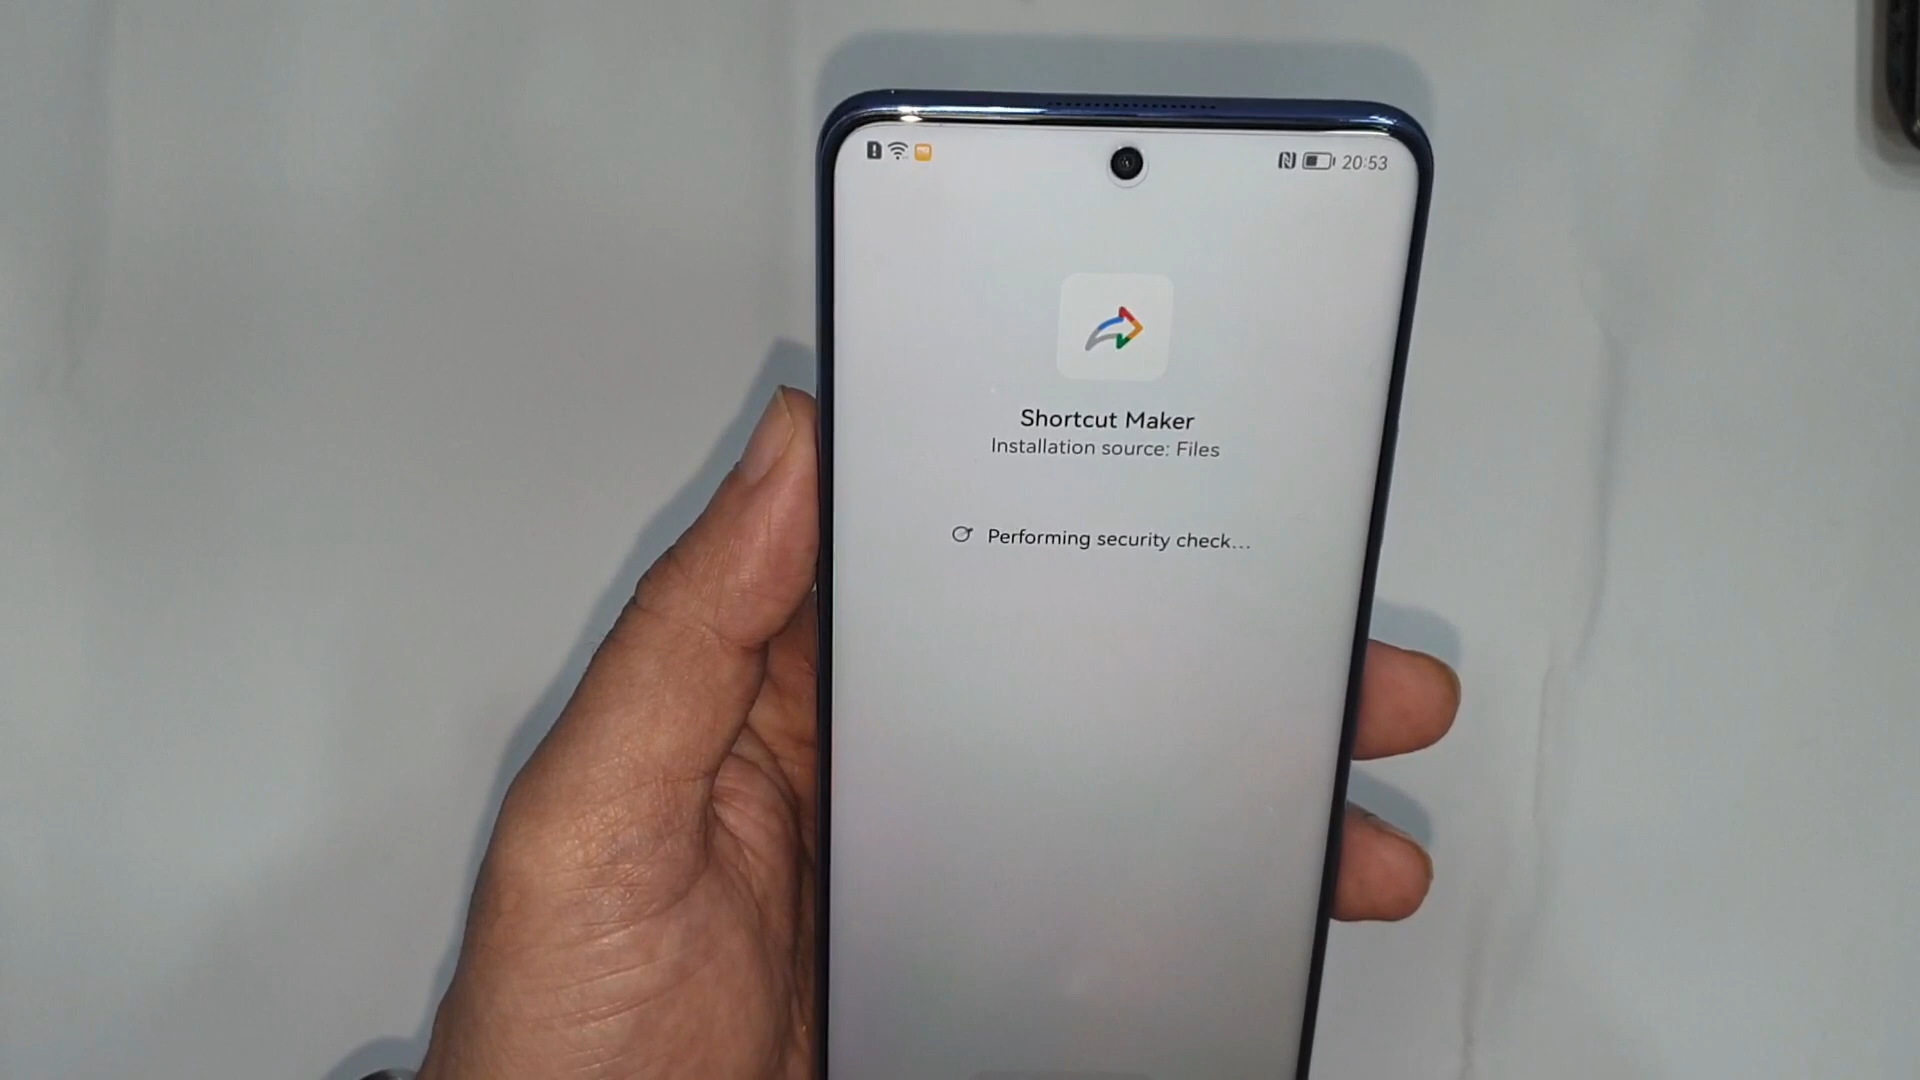 20:53
Shortcut Maker
Installation source: Files
Performing security check...